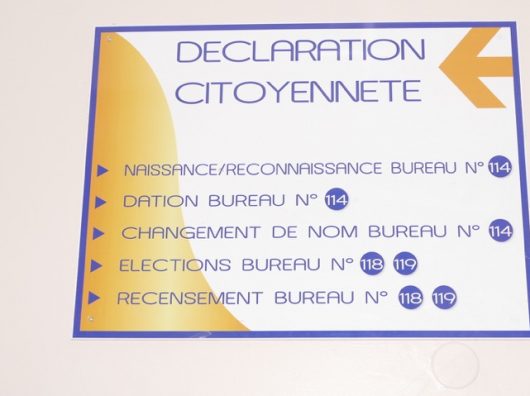 DECLARATION
CITOYENNETE
NAISSANCE/RECONNAISSANCE BUREAU N° 114
DATION BUREAU N° 114
CHANGEMENT DE NOM BUREAU N° 114
ELECTIONS BUREAU N° 118 119
RECENSEMENT BUREAU N° 118 119